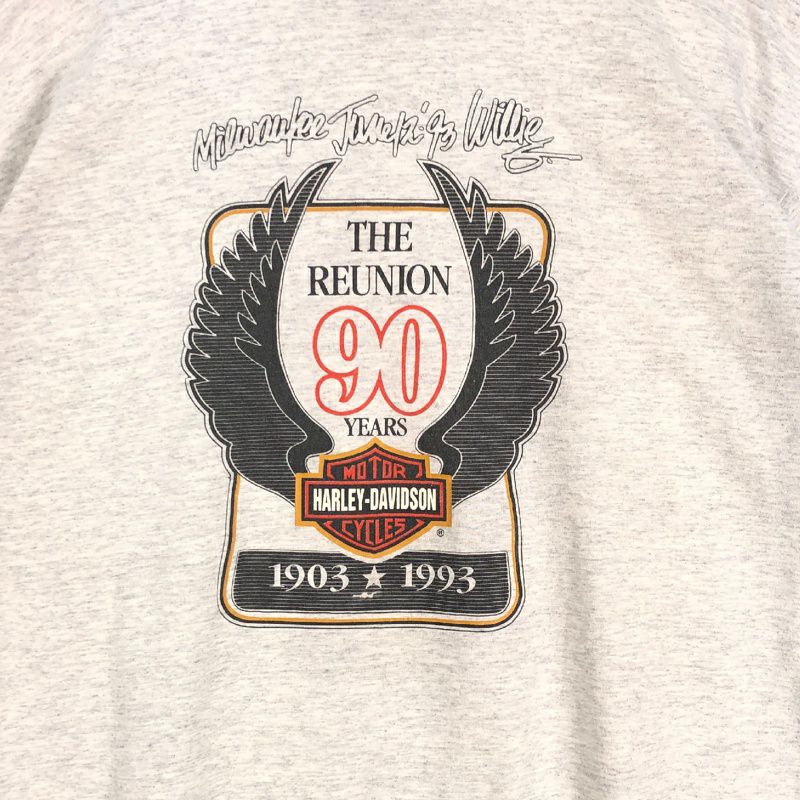 Milwaukee June 12 '93 Willie G.
THE
REUNION
90
YEARS
MOTOR
HARLEY-DAVIDSON
CYCLES
®
1903 ★ 1993